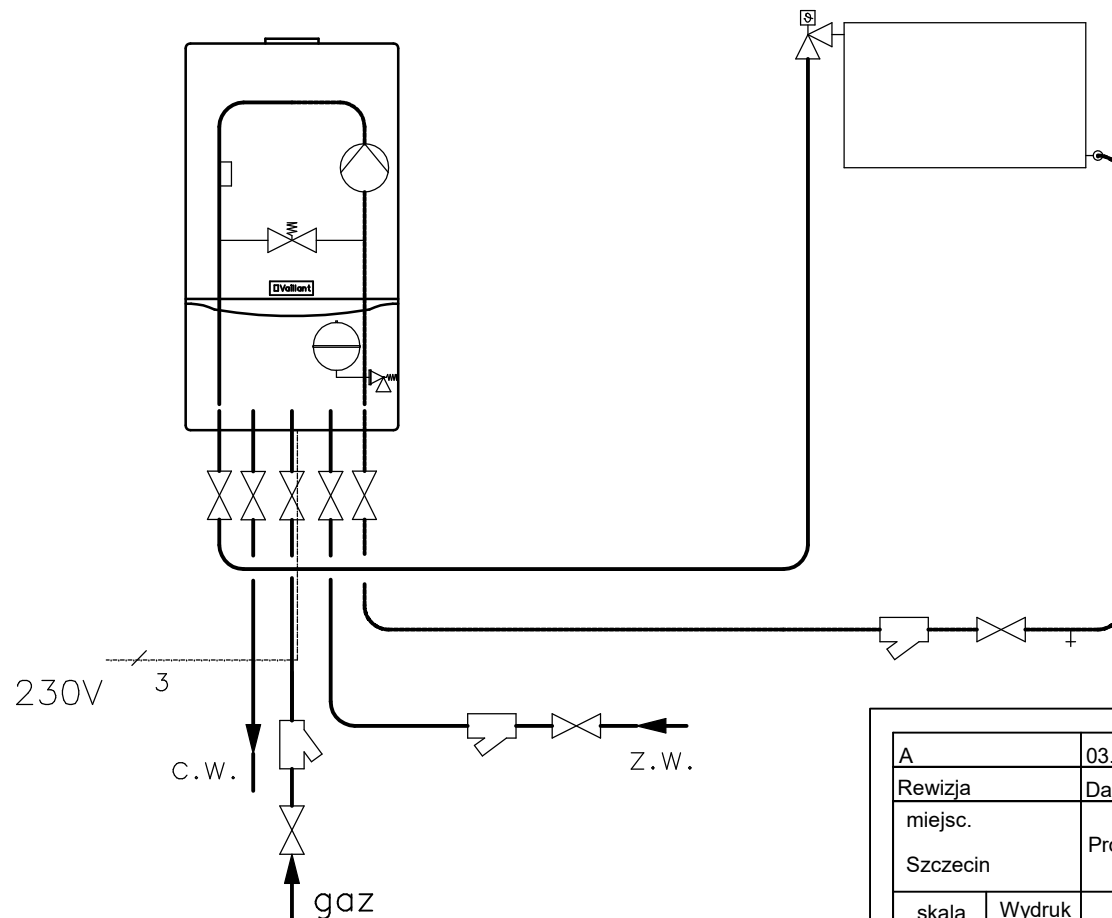 ϑ
Vaillant
230V
3
c.w.
z.w.
gaz
A 03.
Rewizja Da
miejsc.
Szczecin
Pro
skala Wydruk